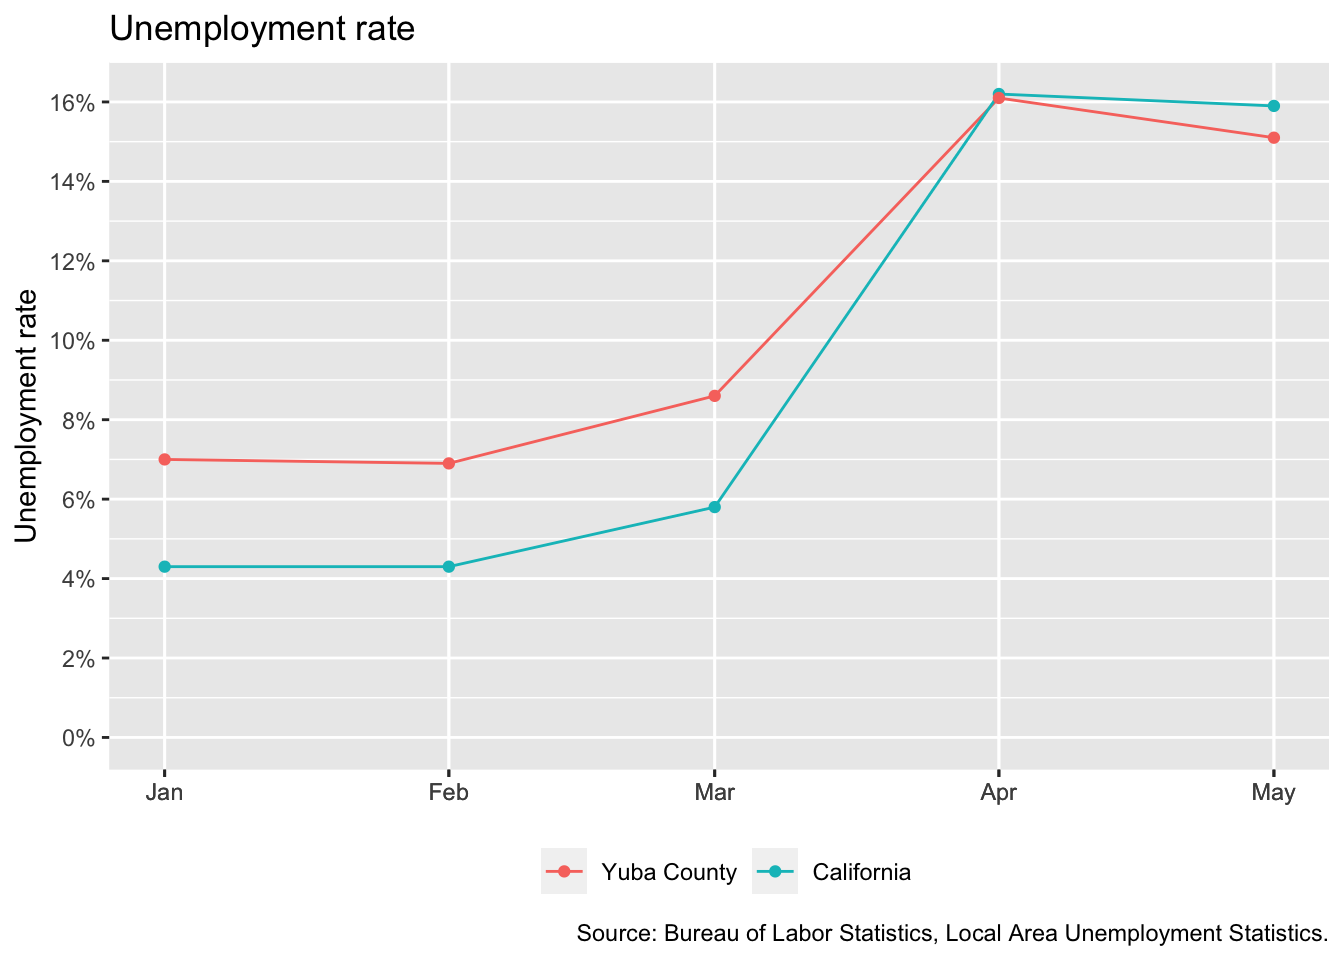 Unemployment rate
Unemployment rate
16%
14%
12%
10%
8%
6%
4%
2%
0%
Jan Feb Mar Apr May
Yuba County California
Source: Bureau of Labor Statistics, Local Area Unemployment Statistics.